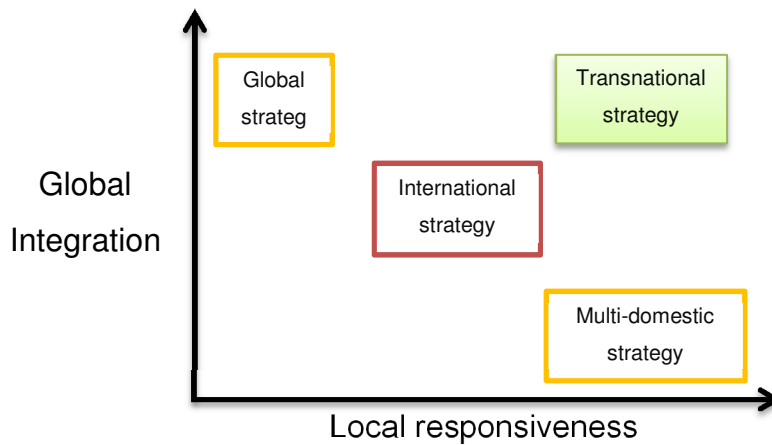 Global
strateg
Transnational
strategy
Global
Integration
International
strategy
Multi-domestic
strategy
Local responsiveness